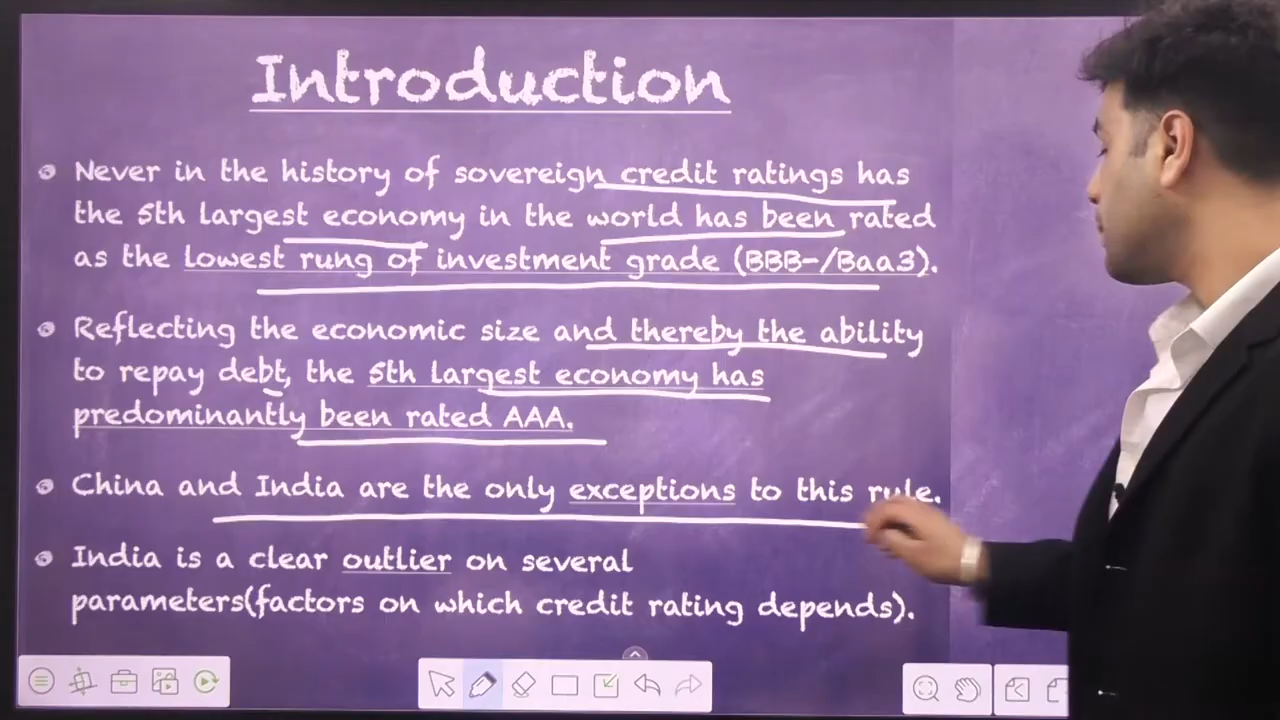 Introduction
Never in the history of sovereign credit ratings has
the 5th largest economy in the world has been rated
as the lowest rung of investment grade (BBB-/Baa3).
Reflecting the economic size and thereby the ability
to repay debt, the 5th largest economy has
predominantly been rated AAA.
China and India are the only exceptions to this rule.
India is a clear outlier on several
parameters(factors on which credit rating depends).